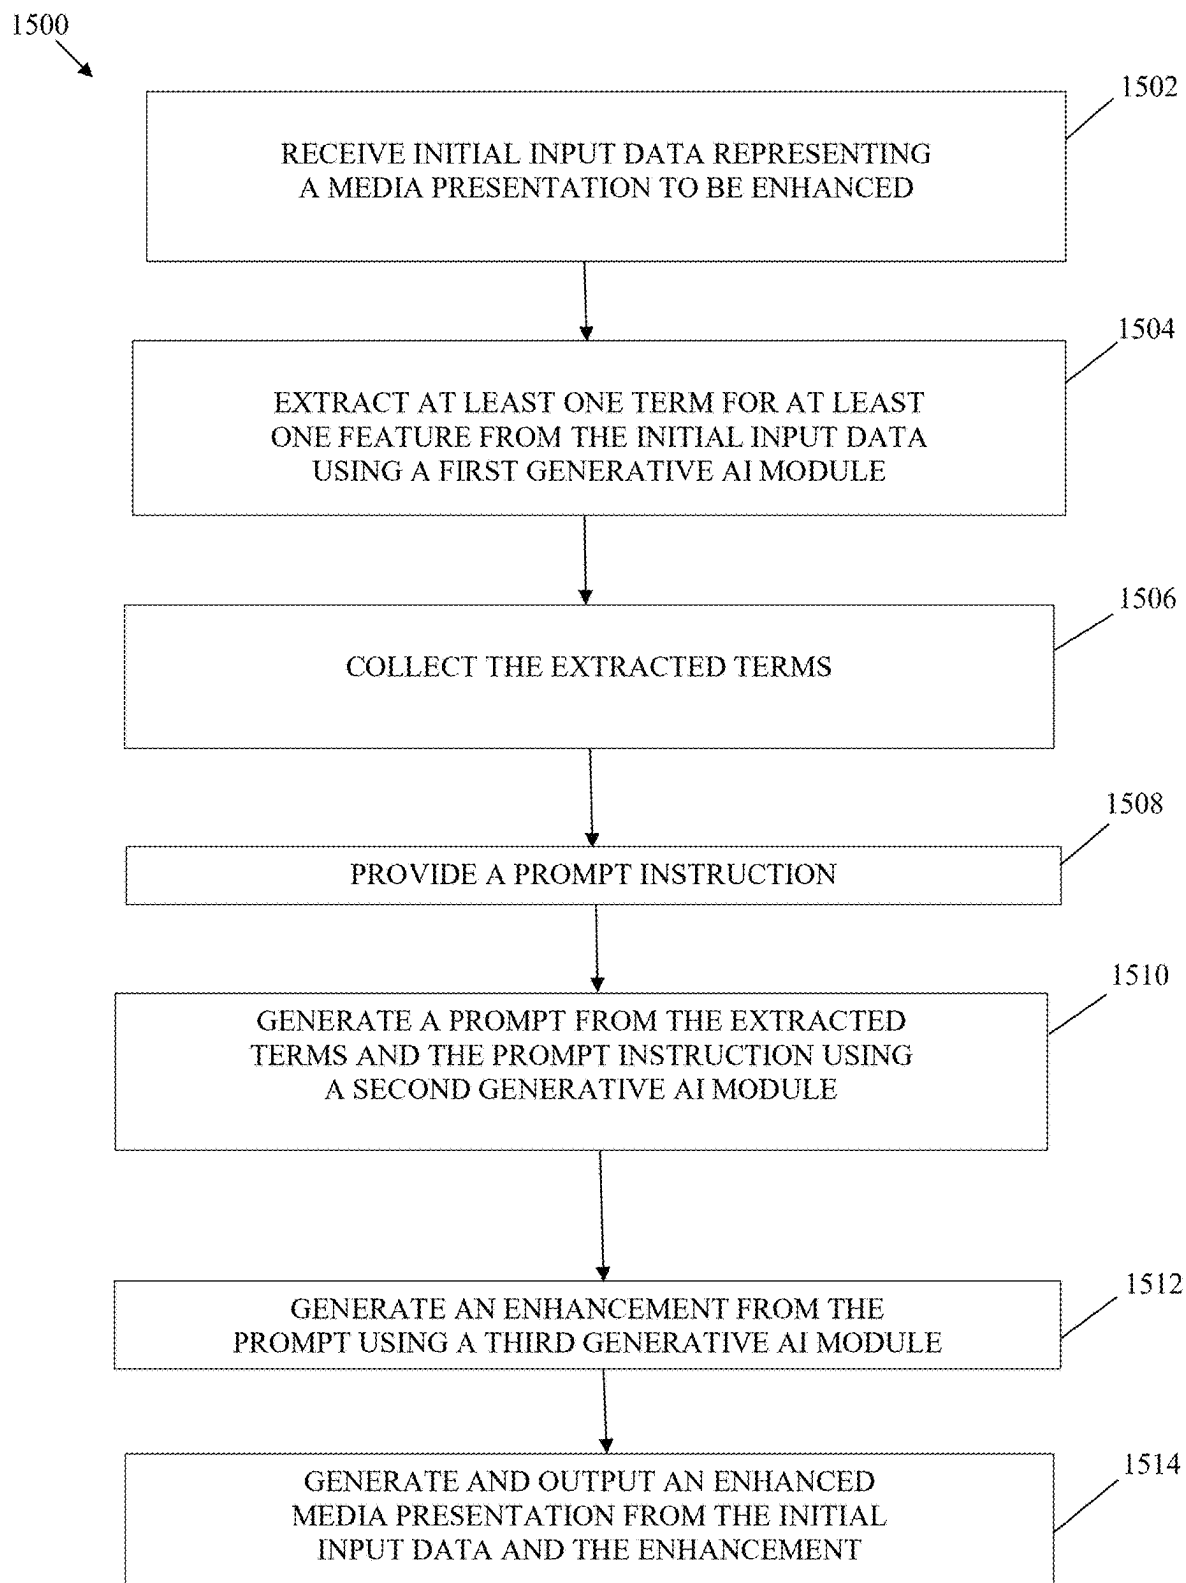 1500
1502
RECEIVE INITIAL INPUT DATA REPRESENTING
A MEDIA PRESENTATION TO BE ENHANCED
1504
EXTRACT AT LEAST ONE TERM FOR AT LEAST
ONE FEATURE FROM THE INITIAL INPUT DATA
USING A FIRST GENERATIVE AI MODULE
1506
COLLECT THE EXTRACTED TERMS
1508
PROVIDE A PROMPT INSTRUCTION
1510
GENERATE A PROMPT FROM THE EXTRACTED
TERMS AND THE PROMPT INSTRUCTION USING
A SECOND GENERATIVE AI MODULE
1512
GENERATE AN ENHANCEMENT FROM THE
PROMPT USING A THIRD GENERATIVE AI MODULE
1514
GENERATE AND OUTPUT AN ENHANCED
MEDIA PRESENTATION FROM THE INITIAL
INPUT DATA AND THE ENHANCEMENT